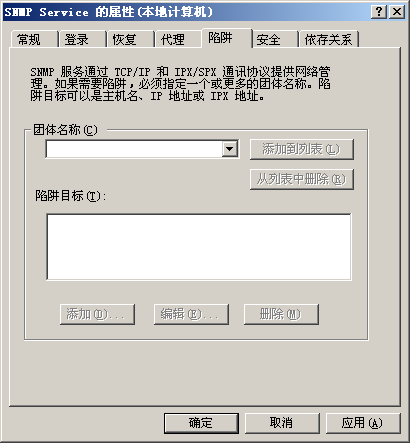 SNMP Service 的属性(本地计算机)
常规 登录 恢复 代理 陷阱 安全 依存关系
SNMP 服务通过 TCP/IP 和 IPX/SPX 通讯协议提供网络管
理。如果需要陷阱,必须指定一个或更多的团体名称。陷
阱目标可以是主机名、IP 地址或 IPX 地址。
团体名称(C)
添加到列表(L)
从列表中删除(R)
陷阱目标(T):
添加(D)... 编辑(E)... 删除(M)
确定 取消 应用(A)